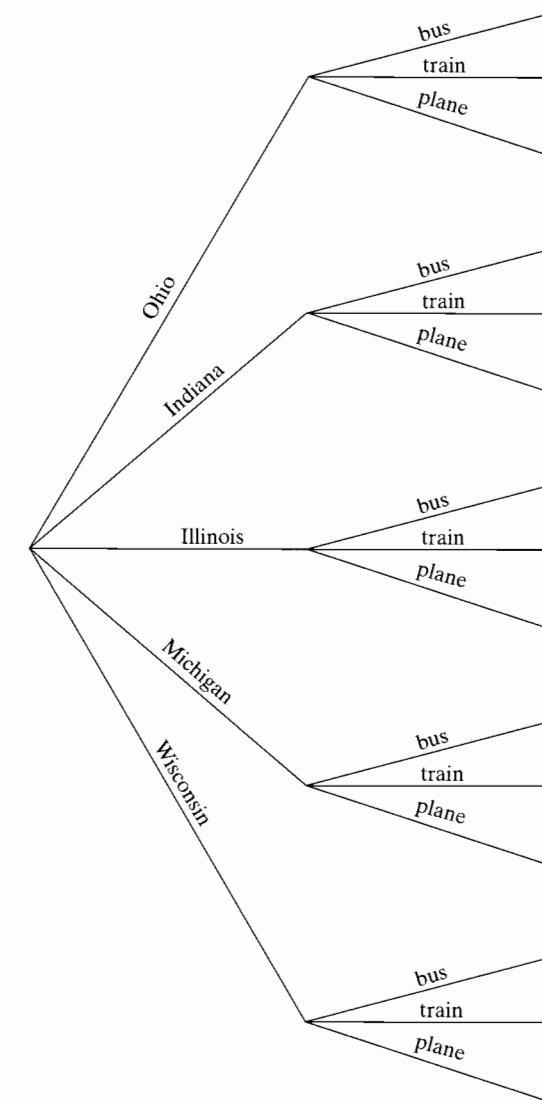 bus
train
plane
Ohio
bus
train
plane
Indiana
bus
Illinois
train
plane
Michigan
bus
train
plane
Wisconsin
bus
train
plane